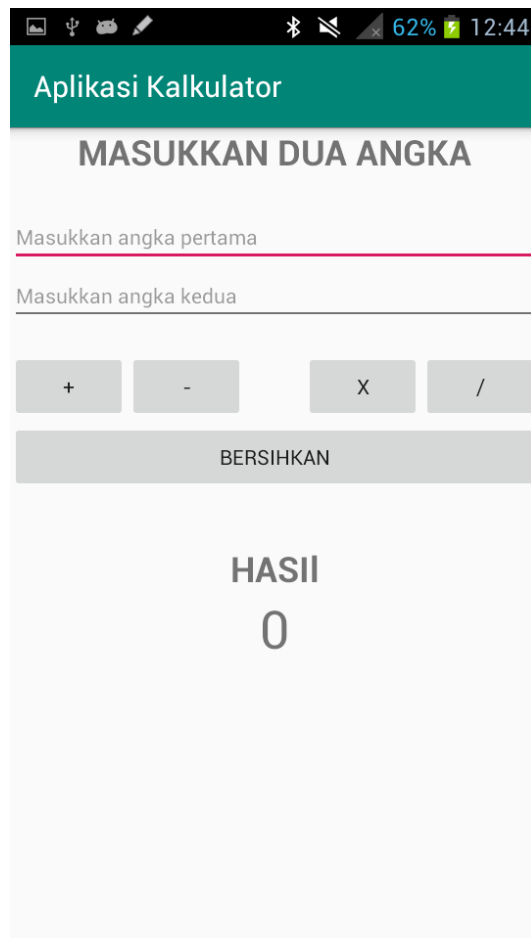 62% 12:44
Aplikasi Kalkulator
MASUKKAN DUA ANGKA
Masukkan angka pertama
Masukkan angka kedua
+ - X /
BERSIHKAN
HASIl
0